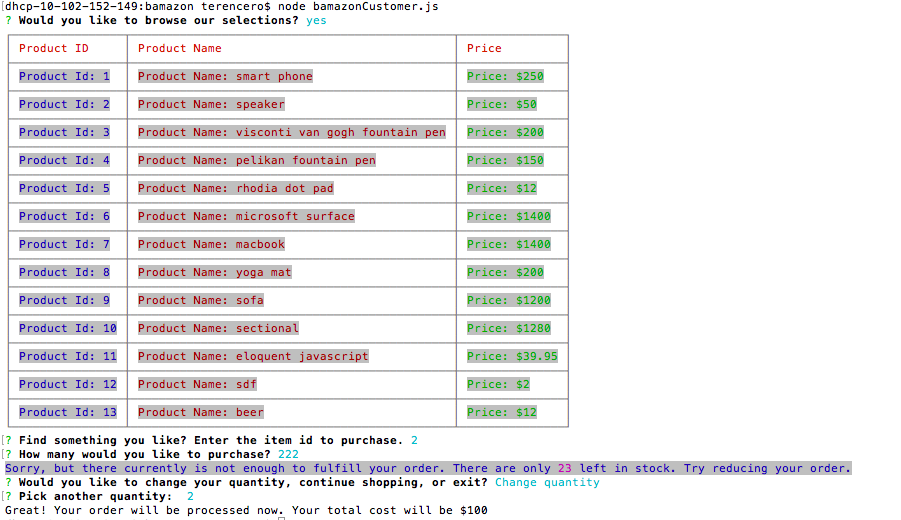 [dhcp-10-102-152-149:bamazon terencero$ node bamazonCustomer.js
? Would you like to browse our selections? yes
Product ID Product Name Price
Product Id: 1 Product Name: smart phone Price: $250
Product Id: 2 Product Name: speaker Price: $50
Product Id: 3 Product Name: visconti van gogh fountain pen Price: $200
Product Id: 4 Product Name: pelikan fountain pen Price: $150
Product Id: 5 Product Name: rhodia dot pad Price: $12
Product Id: 6 Product Name: microsoft surface Price: $1400
Product Id: 7 Product Name: macbook Price: $1400
Product Id: 8 Product Name: yoga mat Price: $200
Product Id: 9 Product Name: sofa Price: $1200
Product Id: 10 Product Name: sectional Price: $1280
Product Id: 11 Product Name: eloquent javascript Price: $39.95
Product Id: 12 Product Name: sdf Price: $2
Product Id: 13 Product Name: beer Price: $12
[? Find something you like? Enter the item id to purchase. 2
[? How many would you like to purchase? 222
Sorry, but there currently is not enough to fulfill your order. There are only 23 left in stock. Try reducing your order.
? Would you like to change your quantity, continue shopping, or exit? Change quantity
[? Pick another quantity: 2
Great! Your order will be processed now. Your total cost will be $100